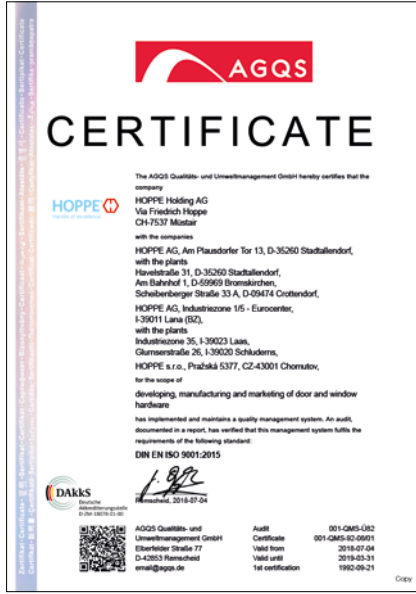 AGQS
CERTIFICATE
The AGQS Qualitäts- und Umweltmanagement GmbH hereby certifies that the
company
HOPPE
HOPPE Holding AG
Via Friedrich Hoppe
CH-7537 Müstair
with the companies
HOPPE AG, Am Plausdorfer Tor 13, D-35260 Stadtallendorf,
with the plants
Havelstraße 31, D-35260 Stadtallendorf,
Am Bahnhof 1, D-59969 Bromskirchen,
Scheibenberger Straße 33 A, D-09474 Crottendorf,
HOPPE AG, Industriezone 1/5 - Eurocenter,
I-39011 Lana (BZ),
with the plants
Industriezone 35, I-39023 Laas,
Glurnserstraße 26, I-39020 Schluderns,
HOPPE s.r.o., Pražská 5377, CZ-43001 Chomutov,
for the scope of
developing, manufacturing and marketing of door and window
hardware
has implemented and maintains a quality management system. An audit,
documented in a report, has verified that this management system fulfils the
requirements of the following standard:
DIN EN ISO 9001:2015
DAkkS
Deutsche
Akkreditierungsstelle
D-ZM-18078-01-00
Remscheid, 2018-07-04
AGQS Qualitäts- und
Umweltmanagement GmbH
Elberfelder Straße 77
D-42853 Remscheid
email@agqs.de
Audit 001-QMS-Ü82
Certificate 001-QMS-92-08/01
Valid from 2018-07-04
Valid until 2019-03-31
1st certification 1992-09-21
Copy